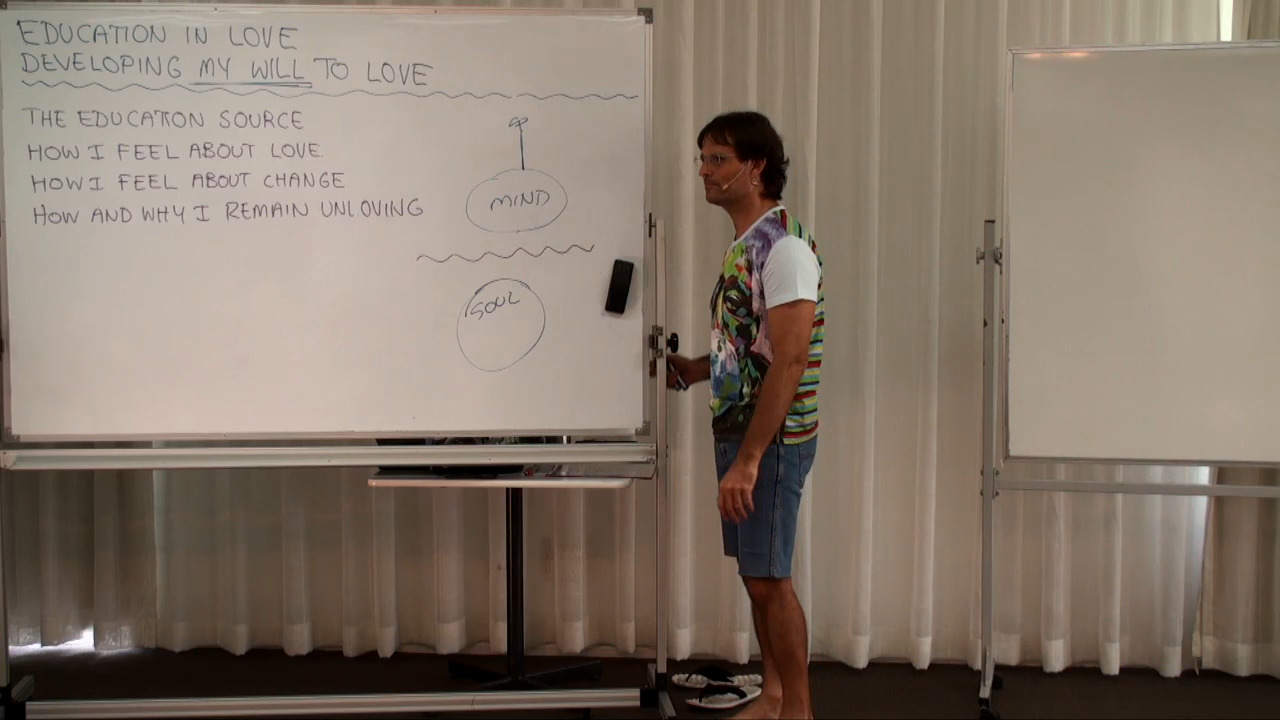 EDUCATION IN LOVE
DEVELOPING MY WILL TO LOVE
THE EDUCATION SOURCE
HOW I FEEL ABOUT LOVE
HOW I FEEL ABOUT CHANGE
HOW AND WHY I REMAIN UNLOVING
MIND
SOUL